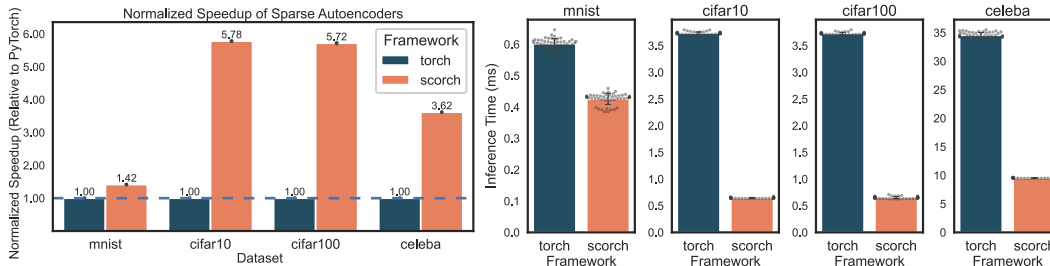 Normalized Speedup of Sparse Autoencoders
Normalized Speedup (Relative to PyTorch)
6.00
5.00
4.00
3.00
2.00
1.00
Framework
torch
scorch
1.00
1.42
1.00
5.78
1.00
5.72
1.00
3.62
mnist
cifar10
cifar100
celeba
Dataset
Inference Time (ms)
mnist
0.6
0.5
0.4
0.3
0.2
0.1
0.0
torch scorch
Framework
cifar10
3.5
3.0
2.5
2.0
1.5
1.0
0.5
0.0
torch scorch
Framework
cifar100
3.5
3.0
2.5
2.0
1.5
1.0
0.5
0.0
torch scorch
Framework
celeba
35
30
25
20
15
10
5
0
torch scorch
Framework